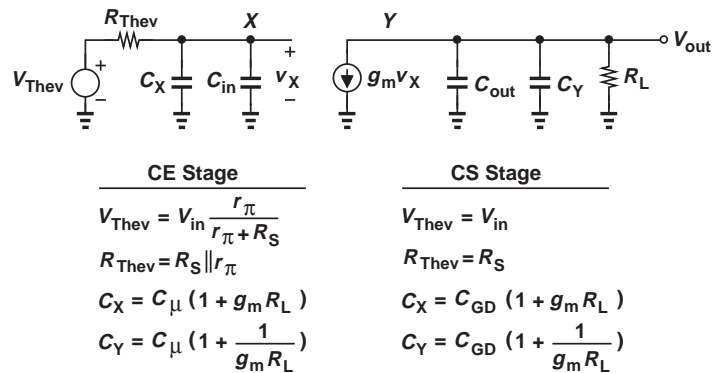 R_Thev X Y V_out
V_Thev + − C_X C_in + v_X − g_m v_X C_out C_Y R_L
CE Stage CS Stage
V_Thev = V_in r_π / (r_π + R_S) V_Thev = V_in
R_Thev = R_S || r_π R_Thev = R_S
C_X = C_μ (1 + g_m R_L) C_X = C_GD (1 + g_m R_L)
C_Y = C_μ (1 + 1 / (g_m R_L)) C_Y = C_GD (1 + 1 / (g_m R_L))